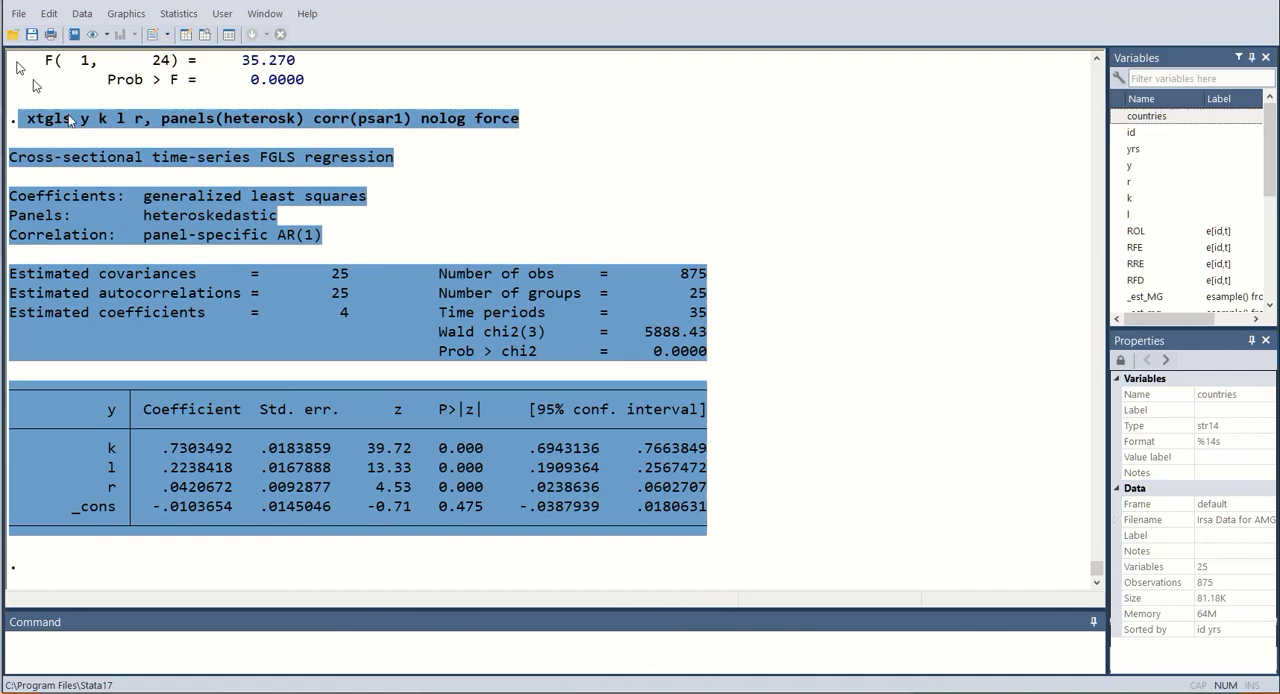 File Edit Data Graphics Statistics User Window Help
F( 1, 24) = 35.270
Prob > F = 0.0000
. xtgls y k l r, panels(heterosk) corr(psar1) nolog force
Cross-sectional time-series FGLS regression
Coefficients: generalized least squares
Panels: heteroskedastic
Correlation: panel-specific AR(1)
Estimated covariances = 25 Number of obs = 875
Estimated autocorrelations = 25 Number of groups = 25
Estimated coefficients = 4 Time periods = 35
Wald chi2(3) = 5888.43
Prob > chi2 = 0.0000
y Coefficient Std. err. z P>|z| [95% conf. interval]
k .7303492 .0183859 39.72 0.000 .6943136 .7663849
l .2238418 .0167888 13.33 0.000 .1909364 .2567472
r .0420672 .0092877 4.53 0.000 .0238636 .0602707
_cons -.0103654 .0145046 -0.71 0.475 -.0387939 .0180631
.
Command
C:\Program Files\Stata17
Variables
Filter variables here
Name Label
countries
id
yrs
y
r
k
l
ROL e[id,t]
RFE e[id,t]
RRE e[id,t]
RFD e[id,t]
_est_MG esample() fro
Properties
Variables
Name countries
Label
Type str14
Format %14s
Value label
Notes
Data
Frame default
Filename Irsa Data for AMG
Label
Notes
Variables 25
Observations 875
Size 81.18K
Memory 64M
Sorted by id yrs
CAP NUM INS